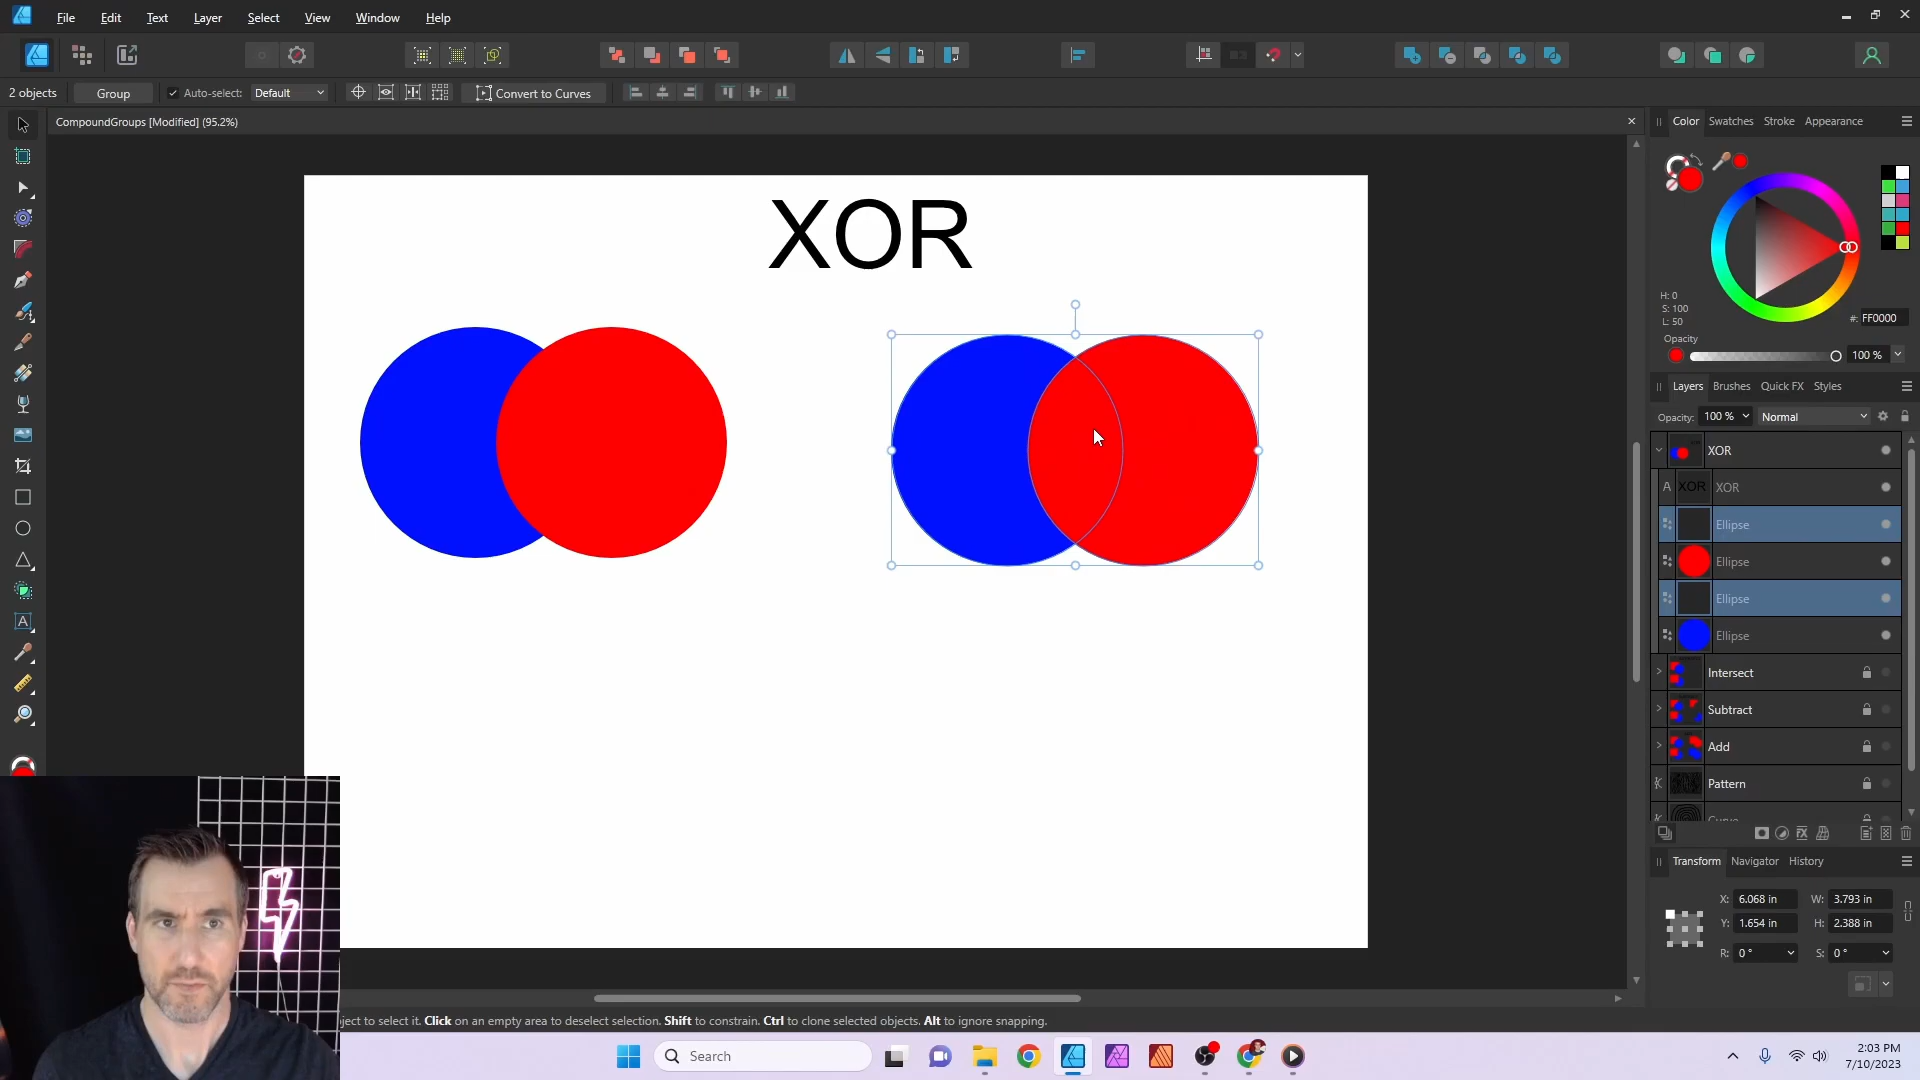 File Edit Text Layer Select View Window Help
2 objects Group Auto-select: Default Convert to Curves
CompoundGroups [Modified] (95.2%)
Color Swatches Stroke Appearance
H: 0
S: 100
L: 50
#: FF0000
Opacity
100 %
Layers Brushes Quick FX Styles
Opacity: 100 % Normal
XOR
A XOR XOR
Ellipse
Ellipse
Ellipse
Ellipse
Intersect
Subtract
Add
Pattern
Curve
Transform Navigator History
X: 6.068 in W: 3.793 in
Y: 1.654 in H: 2.388 in
R: 0 ° S: 0 °
XOR
A
ject to select it. Click on an empty area to deselect selection. Shift to constrain. Ctrl to clone selected objects. Alt to ignore snapping.
Search
2:03 PM
7/10/2023